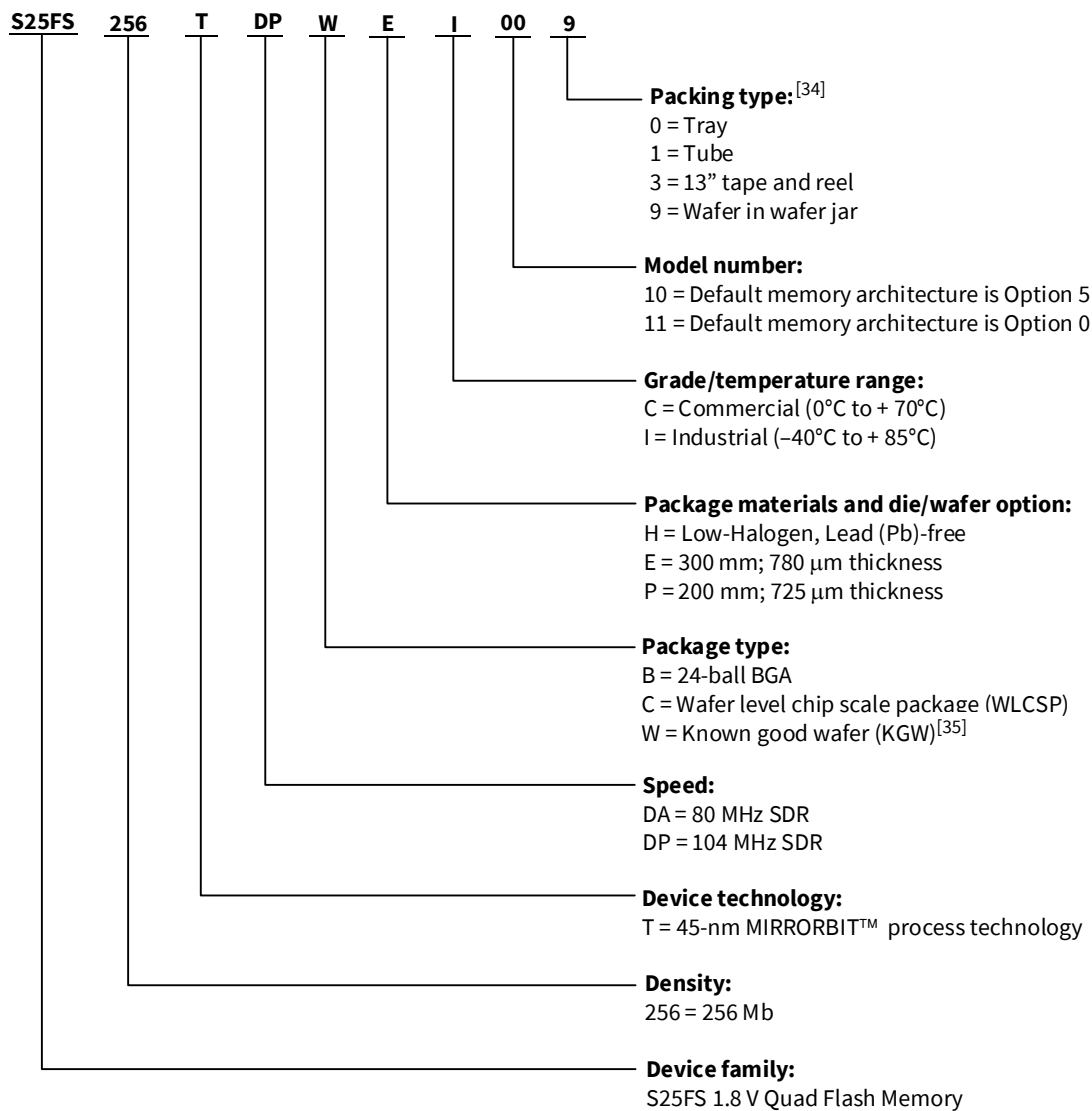 S25FS 256 T DP W E I 00 9
Packing type:[34]
0 = Tray
1 = Tube
3 = 13” tape and reel
9 = Wafer in wafer jar
Model number:
10 = Default memory architecture is Option 5
11 = Default memory architecture is Option 0
Grade/temperature range:
C = Commercial (0°C to + 70°C)
I = Industrial (–40°C to + 85°C)
Package materials and die/wafer option:
H = Low-Halogen, Lead (Pb)-free
E = 300 mm; 780 µm thickness
P = 200 mm; 725 µm thickness
Package type:
B = 24-ball BGA
C = Wafer level chip scale package (WLCSP)
W = Known good wafer (KGW)[35]
Speed:
DA = 80 MHz SDR
DP = 104 MHz SDR
Device technology:
T = 45-nm MIRRORBIT™ process technology
Density:
256 = 256 Mb
Device family:
S25FS 1.8 V Quad Flash Memory